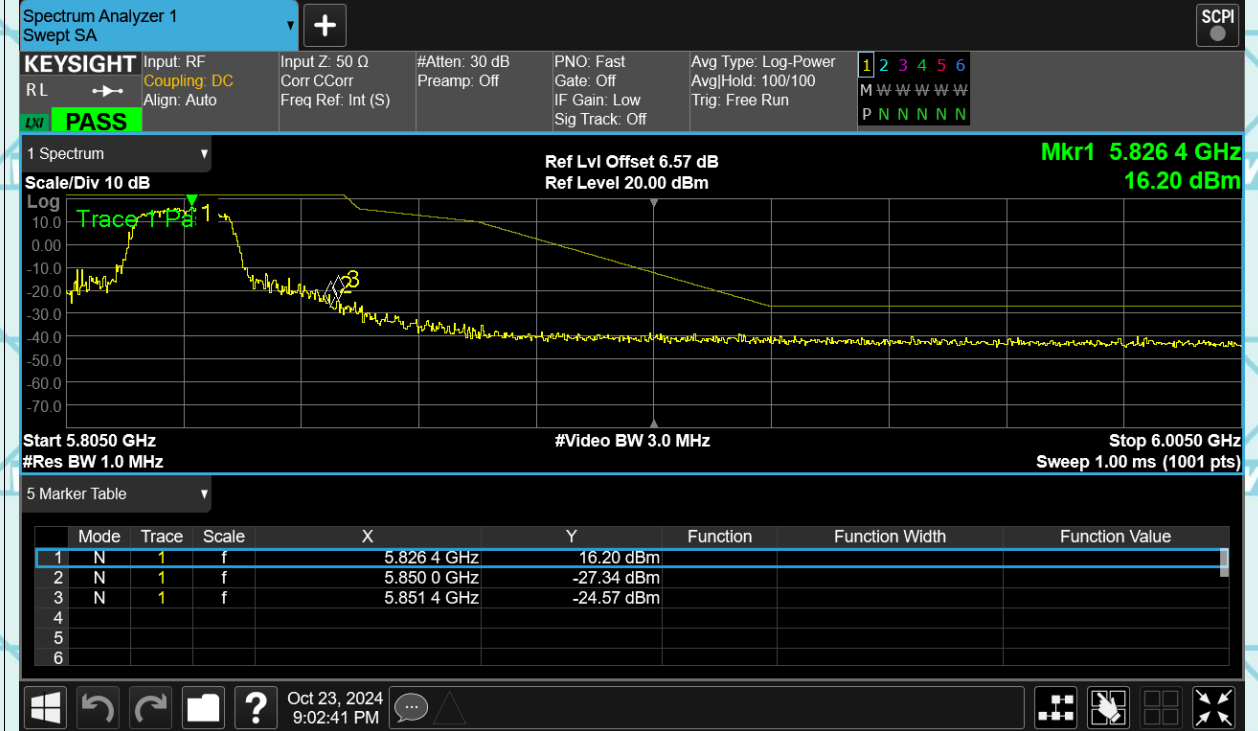 Spectrum Analyzer 1
Swept SA
SCPI
KEYSIGHT
R L
LXI PASS
Input: RF
Coupling: DC
Align: Auto
Input Z: 50 Ω
Corr CCorr
Freq Ref: Int (S)
#Atten: 30 dB
Preamp: Off
PNO: Fast
Gate: Off
IF Gain: Low
Sig Track: Off
Avg Type: Log-Power
Avg|Hold: 100/100
Trig: Free Run
1 2 3 4 5 6
M W W W W W
P N N N N N
1 Spectrum
Scale/Div 10 dB
Ref Lvl Offset 6.57 dB
Ref Level 20.00 dBm
Mkr1 5.826 4 GHz
16.20 dBm
Log
Trace 1 Pa
1
2
3
10.0
0.00
-10.0
-20.0
-30.0
-40.0
-50.0
-60.0
-70.0
Start 5.8050 GHz
#Res BW 1.0 MHz
#Video BW 3.0 MHz
Stop 6.0050 GHz
Sweep 1.00 ms (1001 pts)
5 Marker Table
Mode Trace Scale X Y Function Function Width Function Value
1 N 1 f 5.826 4 GHz 16.20 dBm
2 N 1 f 5.850 0 GHz -27.34 dBm
3 N 1 f 5.851 4 GHz -24.57 dBm
4
5
6
?
Oct 23, 2024
9:02:41 PM